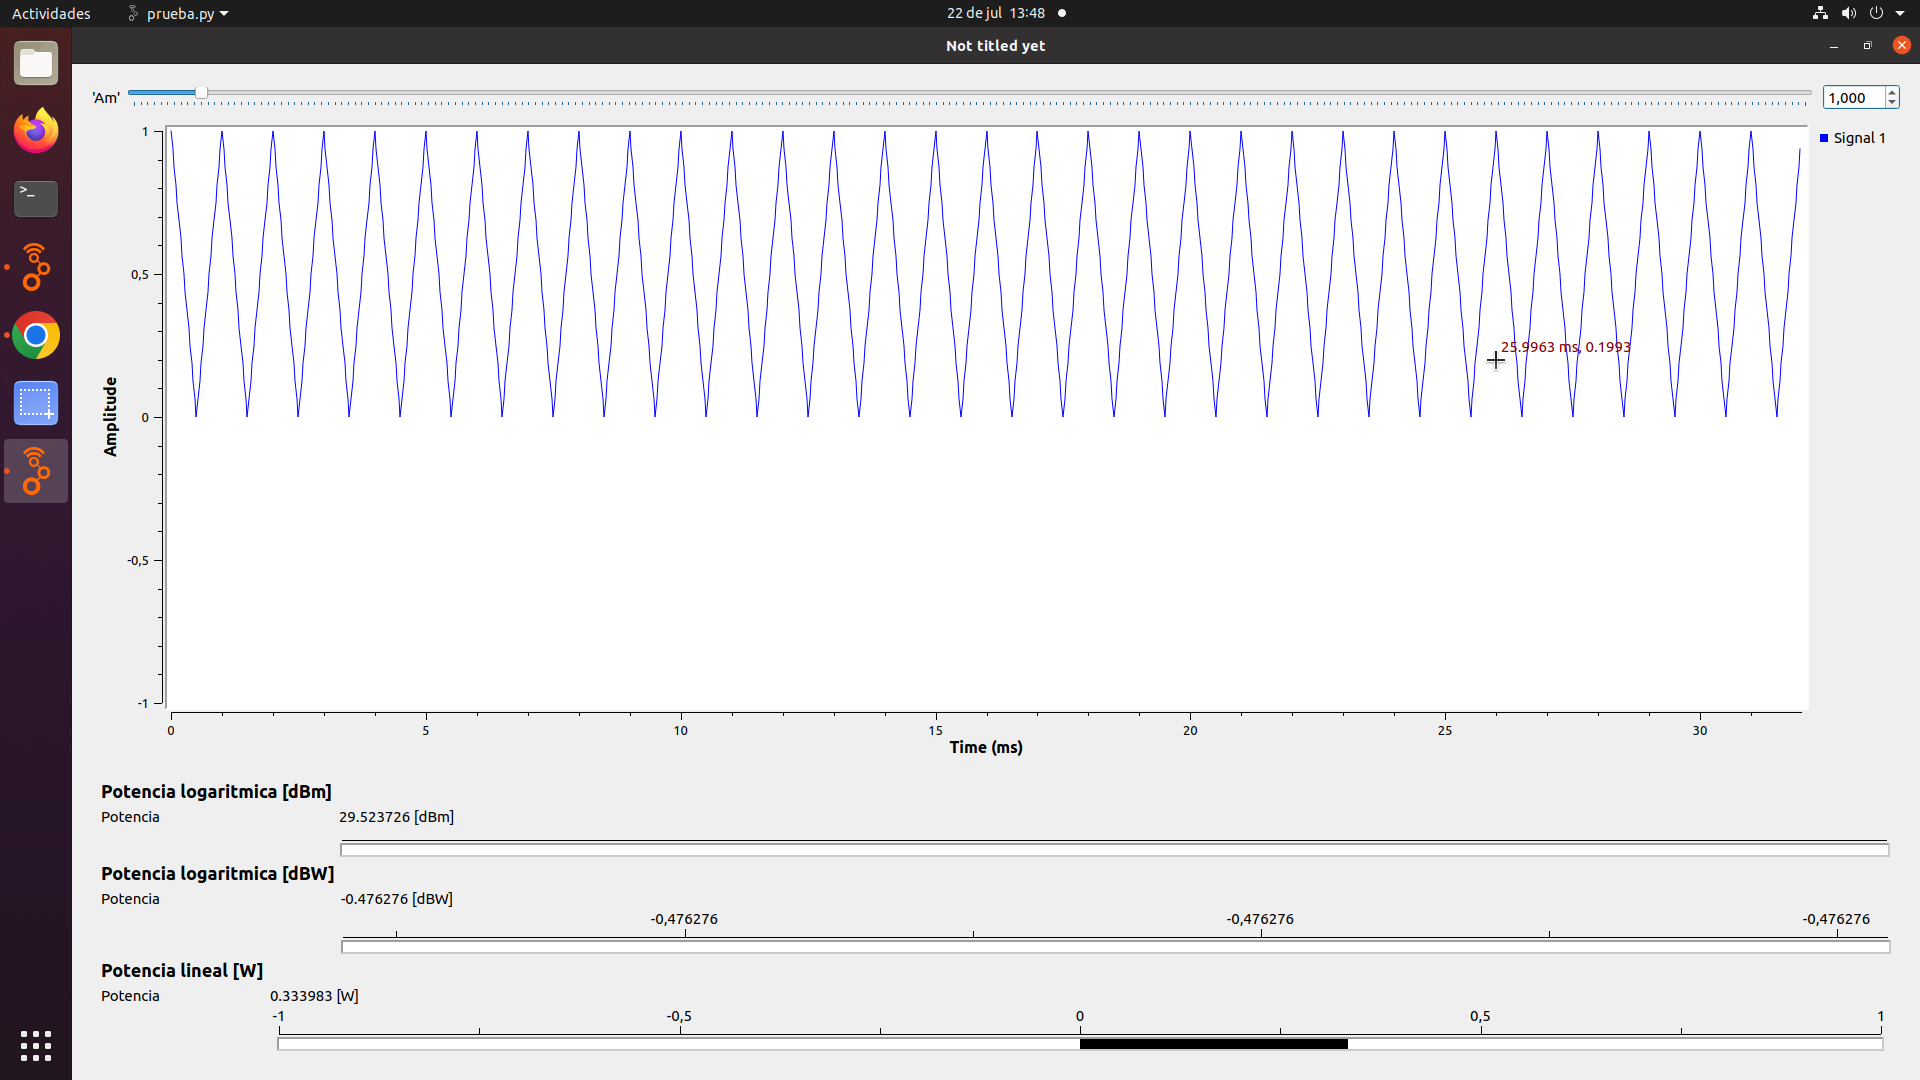 Actividades prueba.py 22 de jul 13:48
Not titled yet
'Am' 1,000
Signal 1
1
0,5
0
-0,5
-1
Amplitude
25.9963 ms, 0.1993
0 5 10 15 20 25 30
Time (ms)
Potencia logaritmica [dBm]
Potencia 29.523726 [dBm]
Potencia logaritmica [dBW]
Potencia -0.476276 [dBW]
-0,476276 -0,476276 -0,476276
Potencia lineal [W]
Potencia 0.333983 [W]
-1 -0,5 0 0,5 1